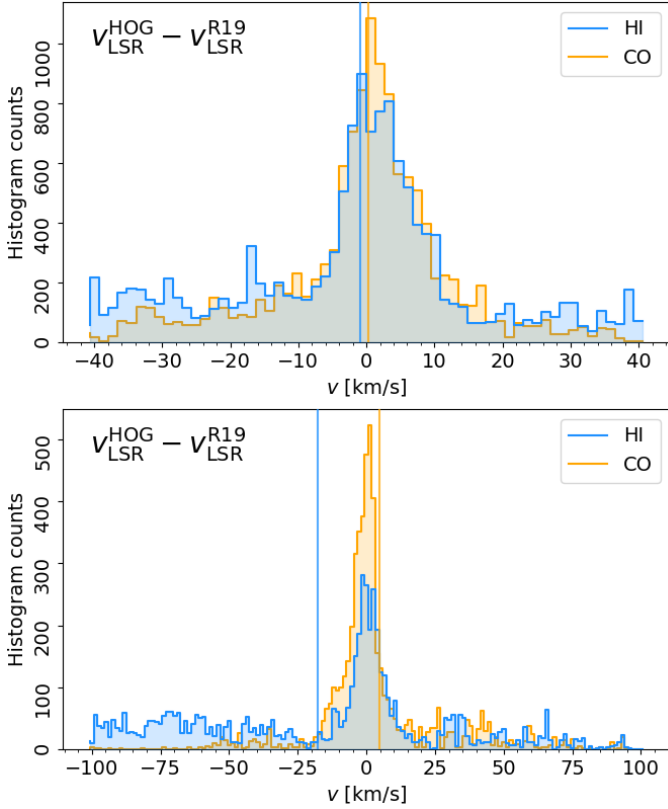 v_LSR^HOG − v_LSR^R19
HI
CO
Histogram counts
1000
800
600
400
200
0
−40 −30 −20 −10 0 10 20 30 40
v [km/s]
v_LSR^HOG − v_LSR^R19
HI
CO
Histogram counts
500
400
300
200
100
0
−100 −75 −50 −25 0 25 50 75 100
v [km/s]